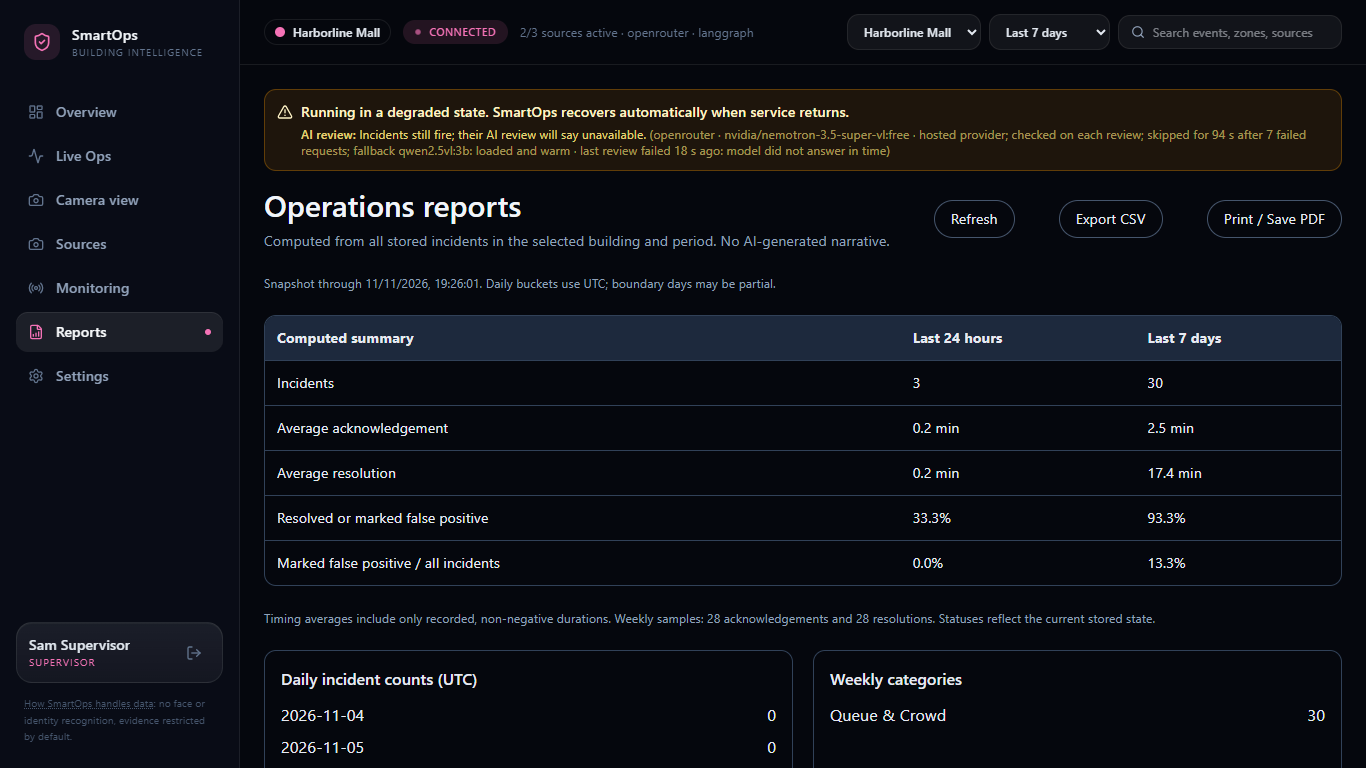 SmartOps
BUILDING INTELLIGENCE
Overview
Live Ops
Camera view
Sources
Monitoring
Reports
Settings
Sam Supervisor
SUPERVISOR
How SmartOps handles data: no face or
identity recognition, evidence restricted
by default.
Harborline Mall
CONNECTED
2/3 sources active · openrouter · langgraph
Harborline Mall
Last 7 days
Search events, zones, sources
Running in a degraded state. SmartOps recovers automatically when service returns.
AI review: Incidents still fire; their AI review will say unavailable. (openrouter · nvidia/nemotron-3.5-super-vl:free · hosted provider; checked on each review; skipped for 94 s after 7 failed
requests; fallback qwen2.5vl:3b: loaded and warm · last review failed 18 s ago: model did not answer in time)
Operations reports
Computed from all stored incidents in the selected building and period. No AI-generated narrative.
Refresh
Export CSV
Print / Save PDF
Snapshot through 11/11/2026, 19:26:01. Daily buckets use UTC; boundary days may be partial.
Computed summary Last 24 hours Last 7 days
Incidents 3 30
Average acknowledgement 0.2 min 2.5 min
Average resolution 0.2 min 17.4 min
Resolved or marked false positive 33.3% 93.3%
Marked false positive / all incidents 0.0% 13.3%
Timing averages include only recorded, non-negative durations. Weekly samples: 28 acknowledgements and 28 resolutions. Statuses reflect the current stored state.
Daily incident counts (UTC)
2026-11-04 0
2026-11-05 0
Weekly categories
Queue & Crowd 30